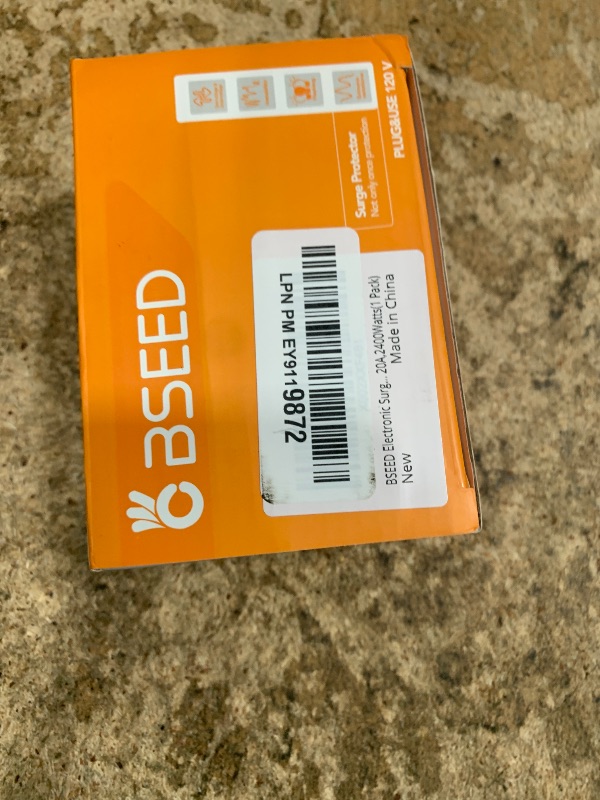 BSEED
LPN PM EY9119872
BSEED Electronic Surg... 20A,2400Watts(1 Pack)
New
Made in China
Surge Protector
Not only once protection
PLUG&USE 120 V